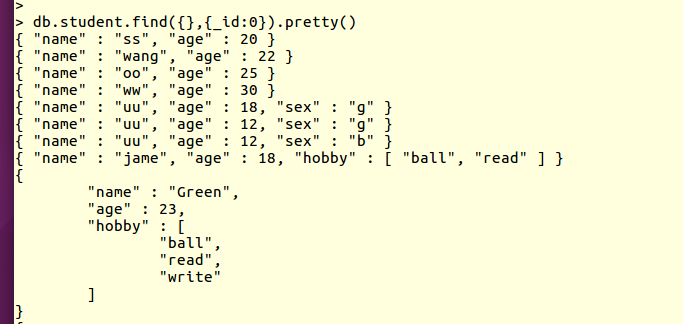 >
> db.student.find({},{_id:0}).pretty()
{ "name" : "ss", "age" : 20 }
{ "name" : "wang", "age" : 22 }
{ "name" : "oo", "age" : 25 }
{ "name" : "ww", "age" : 30 }
{ "name" : "uu", "age" : 18, "sex" : "g" }
{ "name" : "uu", "age" : 12, "sex" : "g" }
{ "name" : "uu", "age" : 12, "sex" : "b" }
{ "name" : "jame", "age" : 18, "hobby" : [ "ball", "read" ] }
{
        "name" : "Green",
        "age" : 23,
        "hobby" : [
                "ball",
                "read",
                "write"
        ]
}